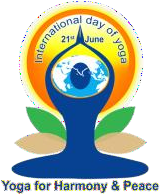 International day of yoga
21st June
Yoga for Harmony & Peace